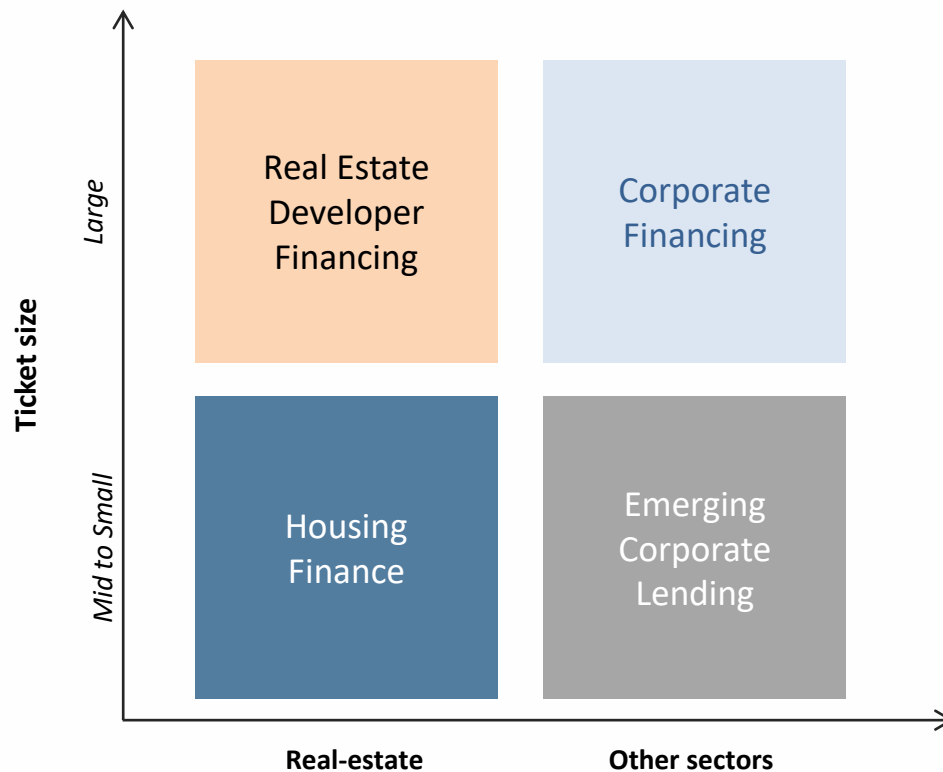 Ticket size
Large
Mid to Small
Real Estate
Developer
Financing
Corporate
Financing
Housing
Finance
Emerging
Corporate
Lending
Real-estate
Other sectors